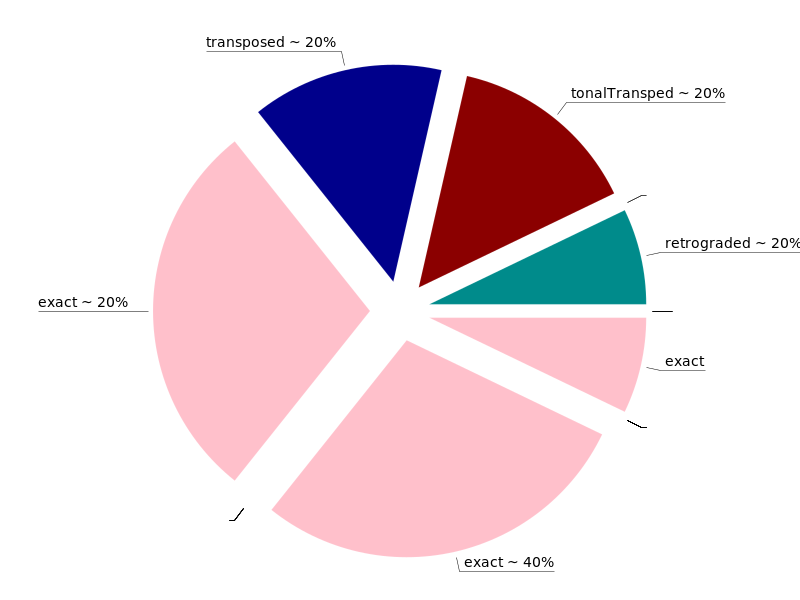 transposed ~ 20%
tonalTransped ~ 20%
retrograded ~ 20%
exact ~ 20%
exact
exact ~ 40%